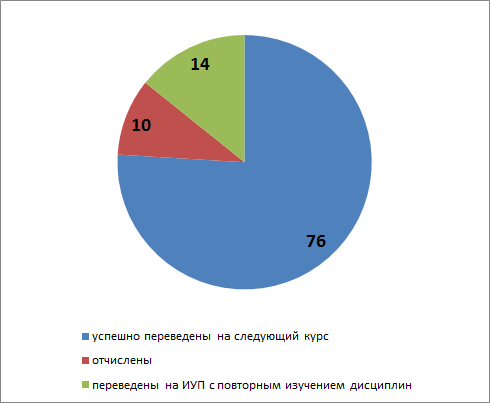 14
10
76
успешно переведены на следующий курс
отчислены
переведены на ИУП с повторным изучением дисциплин